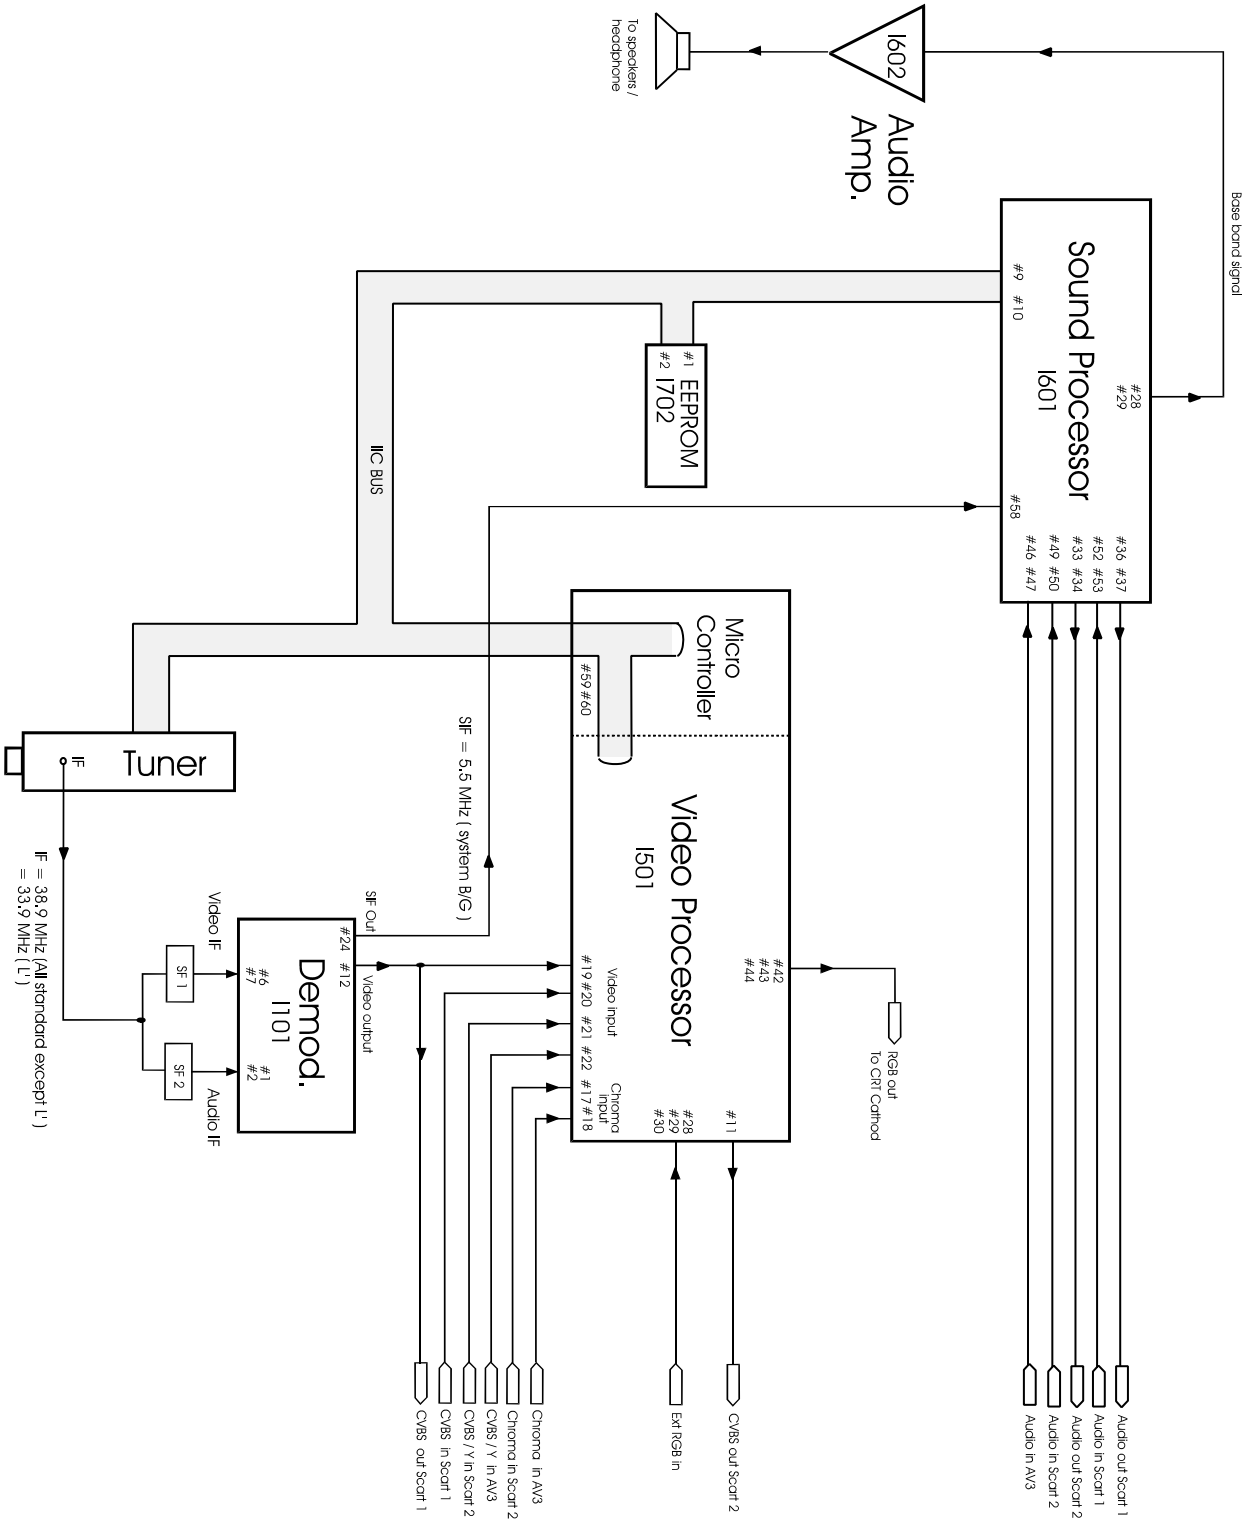 Tuner
IF
IF = 38.9 MHz (All standard except L' )
= 33.9 MHz ( L' )
Video IF
SF 1
SF 2
Audio IF
#6
#7
#1
#2
Demod.
I101
#24
#12
SIF Out
Video output
SIF = 5.5 MHz ( system B/G )
IIC BUS
EEPROM
I702
#1
#2
To speakers /
headphone
I602
Audio
Amp.
Base band signal
Sound Processor
I601
#9
#10
#28
#29
#58
#36 #37
#52 #53
#33 #34
#49 #50
#46 #47
Micro
Controller
#59 #60
Video Processor
I501
Video input
#19 #20 #21 #22
Chroma
input
#17 #18
#42
#43
#44
#11
#28
#29
#30
RGB out
To CRT Cathod
Audio out Scart 1
Audio in Scart 1
Audio out Scart 2
Audio in Scart 2
Audio in AV3
CVBS out Scart 2
Ext RGB in
Chroma in AV3
Chroma in Scart 2
CVBS / Y in AV3
CVBS / Y in Scart 2
CVBS in Scart 1
CVBS out Scart 1